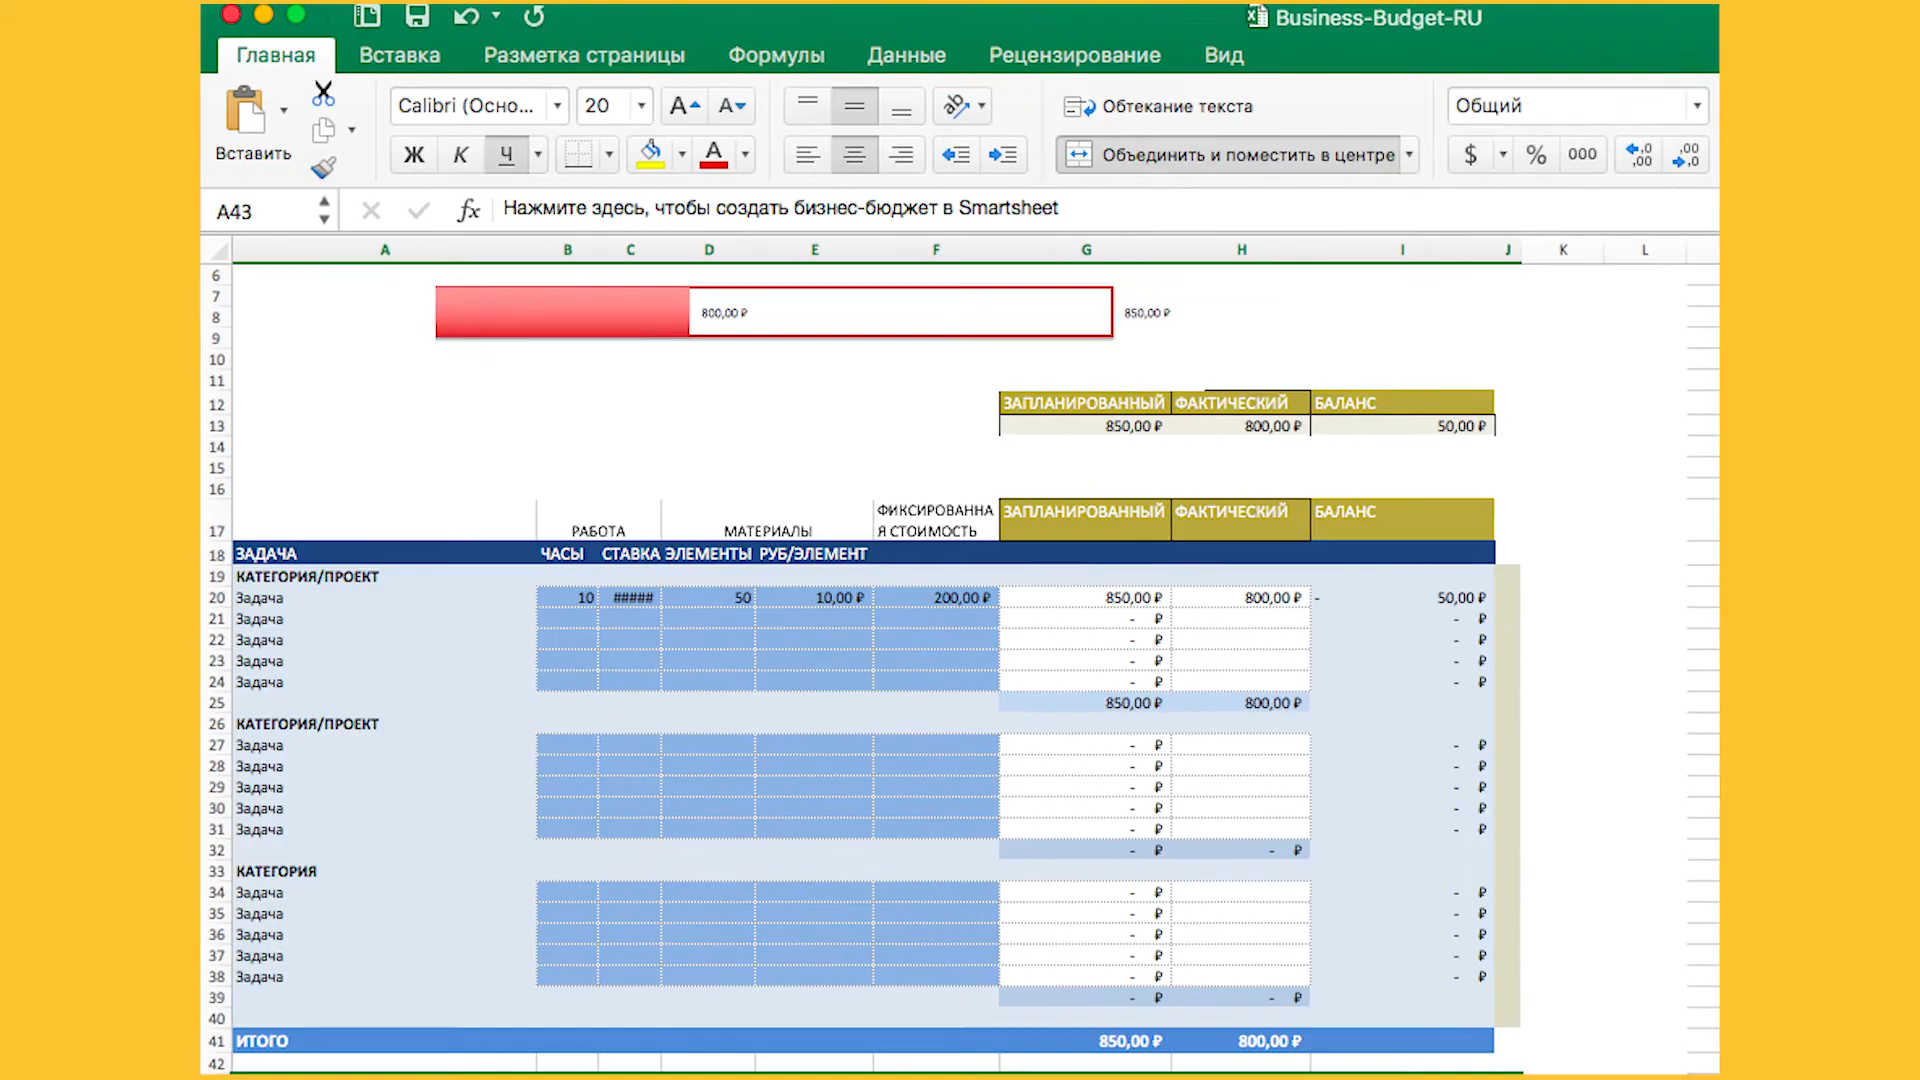 Business-Budget-RU
Главная Вставка Разметка страницы Формулы Данные Рецензирование Вид
Вставить
Calibri (Осно... 20 A A
Ж К Ч А
Обтекание текста
Объединить и поместить в центре
Общий
$ % 000 ,0 ,00 ,00 ,0
A43 fx Нажмите здесь, чтобы создать бизнес-бюджет в Smartsheet
A B C D E F G H I J K L
6
7
8 800,00 ₽ 850,00 ₽
9
10
11
12 ЗАПЛАНИРОВАННЫЙ ФАКТИЧЕСКИЙ БАЛАНС
13 850,00 ₽ 800,00 ₽ 50,00 ₽
14
15
16
ФИКСИРОВАННА ЗАПЛАНИРОВАННЫЙ ФАКТИЧЕСКИЙ БАЛАНС
17 РАБОТА МАТЕРИАЛЫ Я СТОИМОСТЬ
18 ЗАДАЧА ЧАСЫ СТАВКА ЭЛЕМЕНТЫ РУБ/ЭЛЕМЕНТ
19 КАТЕГОРИЯ/ПРОЕКТ
20 Задача 10 ##### 50 10,00 ₽ 200,00 ₽ 850,00 ₽ 800,00 ₽ - 50,00 ₽
21 Задача - ₽ - ₽
22 Задача - ₽ - ₽
23 Задача - ₽ - ₽
24 Задача - ₽ - ₽
25 850,00 ₽ 800,00 ₽
26 КАТЕГОРИЯ/ПРОЕКТ
27 Задача - ₽ - ₽
28 Задача - ₽ - ₽
29 Задача - ₽ - ₽
30 Задача - ₽ - ₽
31 Задача - ₽ - ₽
32 - ₽ - ₽
33 КАТЕГОРИЯ
34 Задача - ₽ - ₽
35 Задача - ₽ - ₽
36 Задача - ₽ - ₽
37 Задача - ₽ - ₽
38 Задача - ₽ - ₽
39 - ₽ - ₽
40
41 ИТОГО 850,00 ₽ 800,00 ₽
42